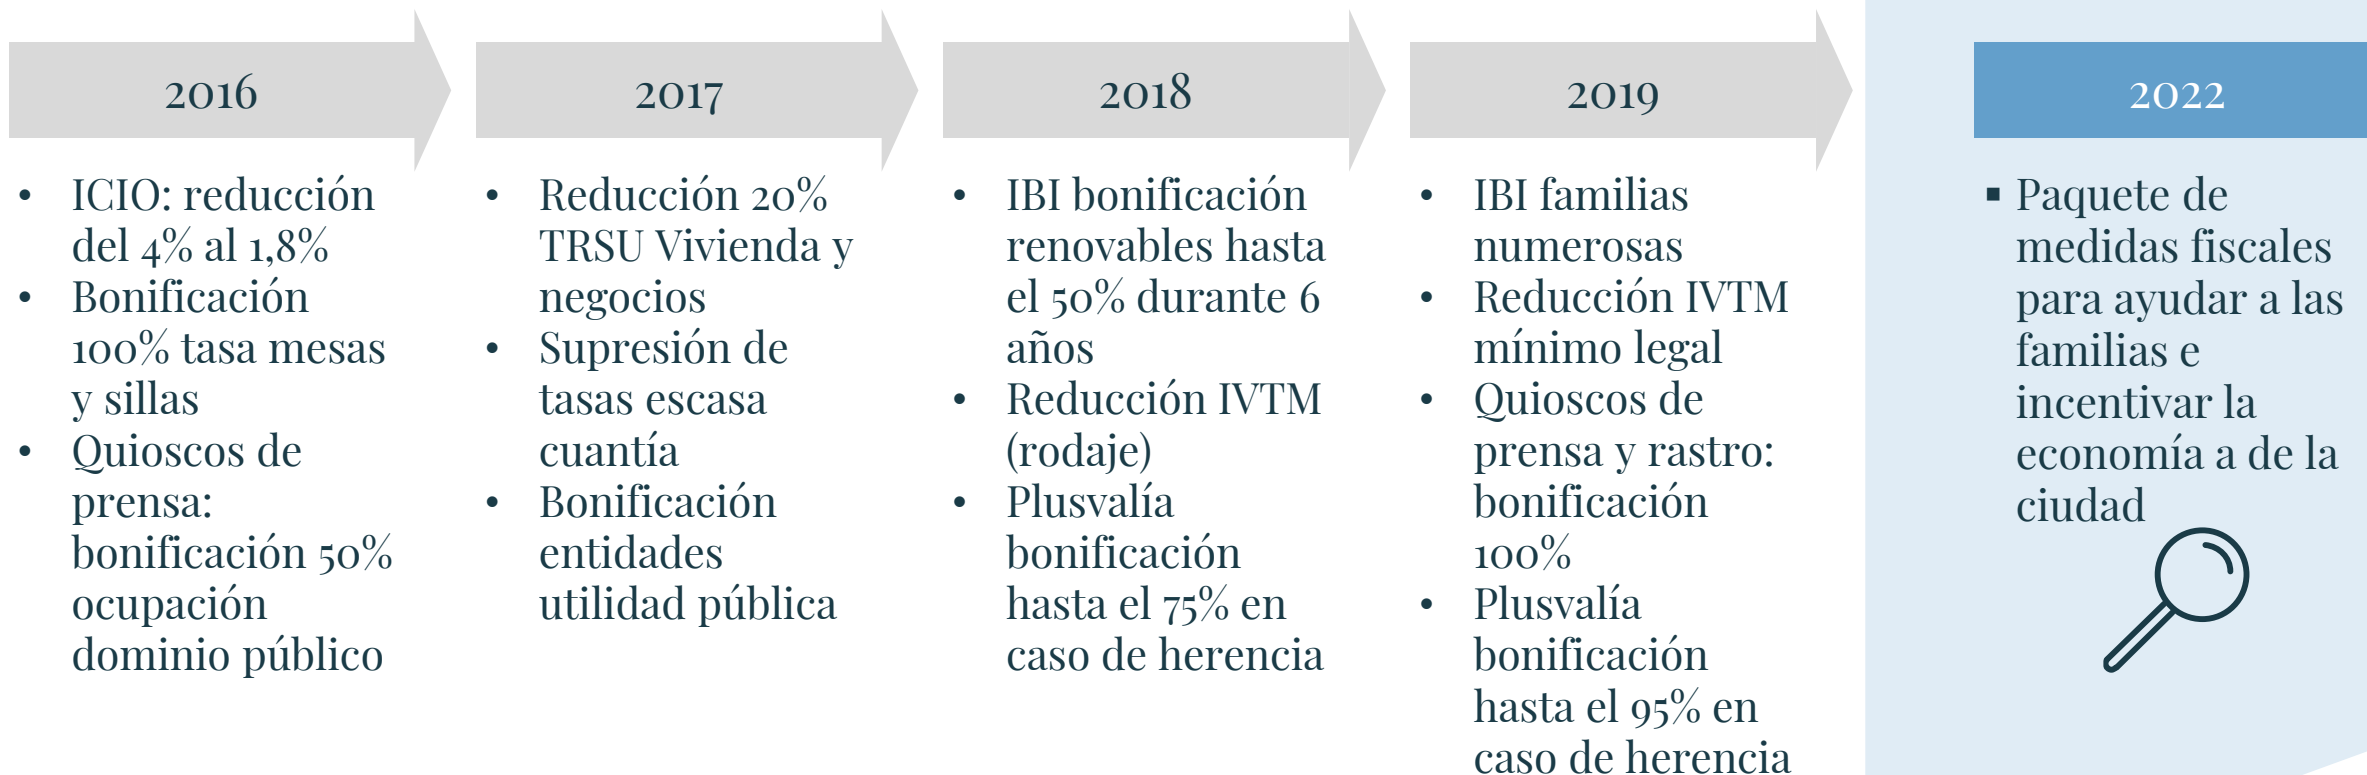 2016
• ICIO: reducción
del 4% al 1,8%
• Bonificación
100% tasa mesas
y sillas
• Quioscos de
prensa:
bonificación 50%
ocupación
dominio público
2017
• Reducción 20%
TRSU Vivienda y
negocios
• Supresión de
tasas escasa
cuantía
• Bonificación
entidades
utilidad pública
2018
• IBI bonificación
renovables hasta
el 50% durante 6
años
• Reducción IVTM
(rodaje)
• Plusvalía
bonificación
hasta el 75% en
caso de herencia
2019
• IBI familias
numerosas
• Reducción IVTM
mínimo legal
• Quioscos de
prensa y rastro:
bonificación
100%
• Plusvalía
bonificación
hasta el 95% en
caso de herencia
2022
▪ Paquete de
medidas fiscales
para ayudar a las
familias e
incentivar la
economía a de la
ciudad